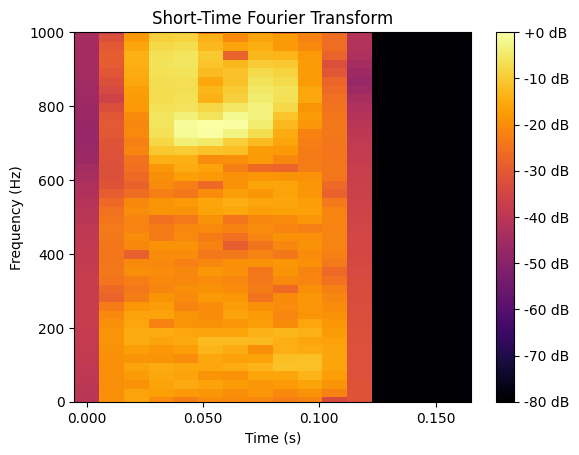 Short-Time Fourier Transform
1000
800
600
400
200
0
Frequency (Hz)
0.000
0.050
0.100
0.150
Time (s)
+0 dB
-10 dB
-20 dB
-30 dB
-40 dB
-50 dB
-60 dB
-70 dB
-80 dB